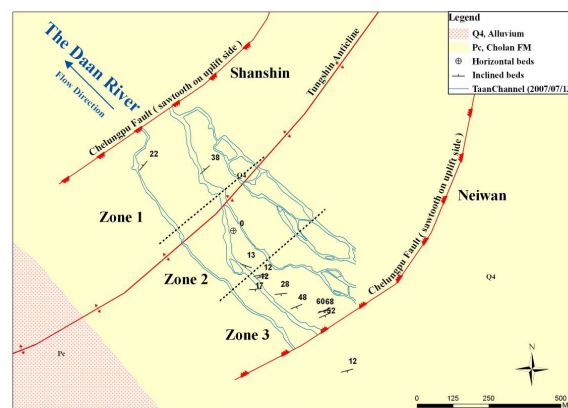 Legend
Q4, Alluvium
Pc, Cholan FM
Horizontal beds
Inclined beds
TaanChannel (2007/07/1
The Daan River
Flow Direction
Chelungpu Fault ( sawtooth on uplift side )
Shanshin
Tungshin Anticline
Neiwan
Chelungpu Fault ( sawtooth on uplift side )
22
38
Q4
Zone 1
0
Zone 2
13
12
12
17
28
48
6068
52
Zone 3
12
Q4
Pc
N
0 125 250 500
M